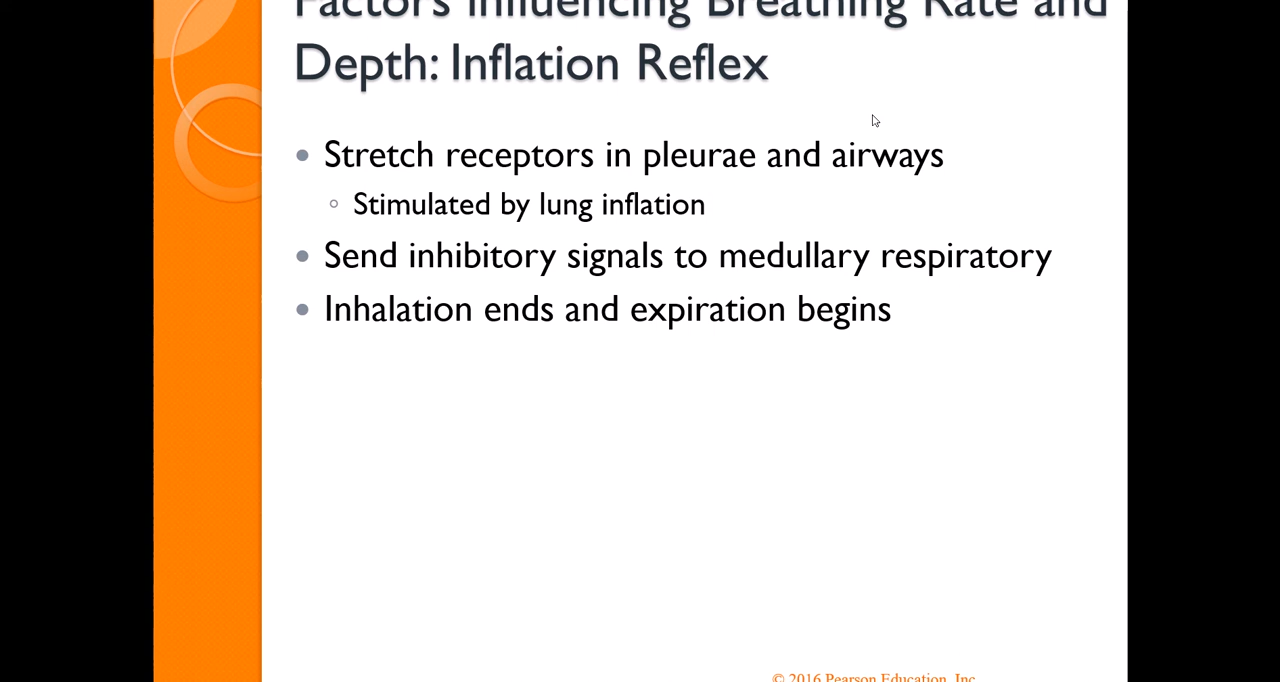 Factors Influencing Breathing Rate and
Depth: Inflation Reflex
Stretch receptors in pleurae and airways
Stimulated by lung inflation
Send inhibitory signals to medullary respiratory
Inhalation ends and expiration begins
© 2016 Pearson Education, Inc.